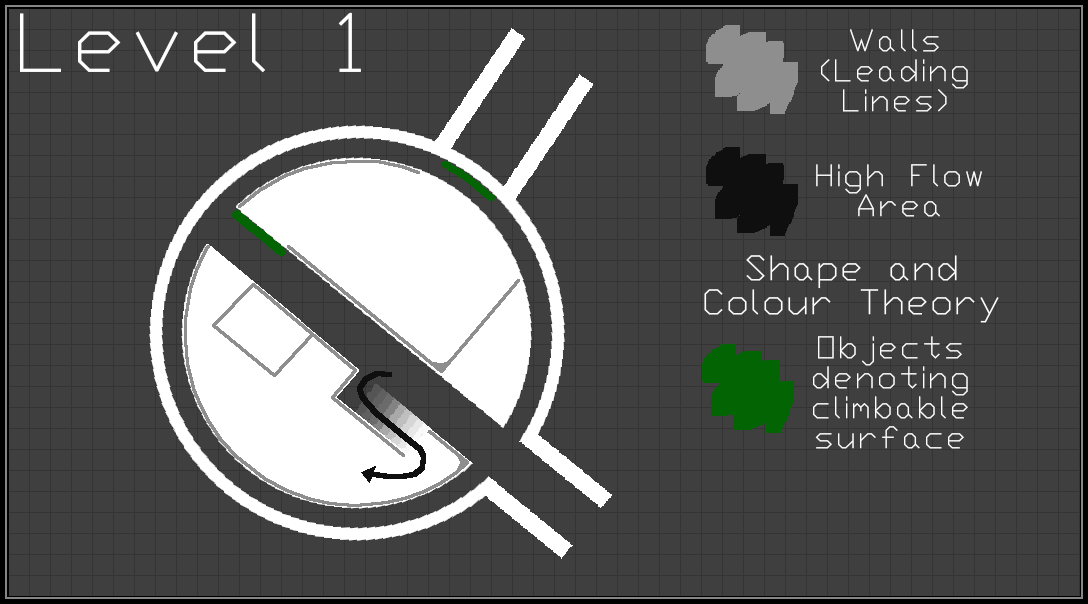 Level 1
Walls
(Leading
Lines)
High Flow
Area
Shape and
Colour Theory
Objects
denoting
climbable
surface